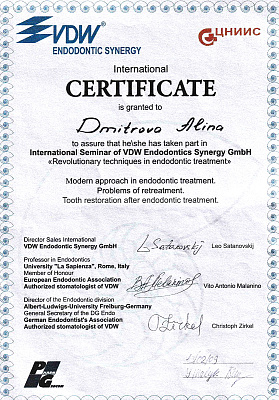 VDW
ENDODONTIC SYNERGY
ЦНИИС
International
CERTIFICATE
is granted to
Dmitrova Alina
to assure that he\she has taken part in
International Seminar of VDW Endodontics Synergy GmbH
«Revolutionary techniques in endodontic treatment»
Modern approach in endodontic treatment.
Problems of retreatment.
Tooth restoration after endodontic treatment.
Director Sales International
VDW Endodontic Synergy GmbH
Leo Satanovskij
Professor in Endodontics
University "La Sapienza", Rome, Italy
Member of Honour
European Endodontic Association
Authorized stomatologist of VDW
Vito Antonio Malanino
Director of an Endodontic division
Albert-Ludwigs-University Freiburg-Germany
General Secretary of the DG Endo
German Endodontist's Association
Authorized stomatologist of VDW
Christoph Zirkel